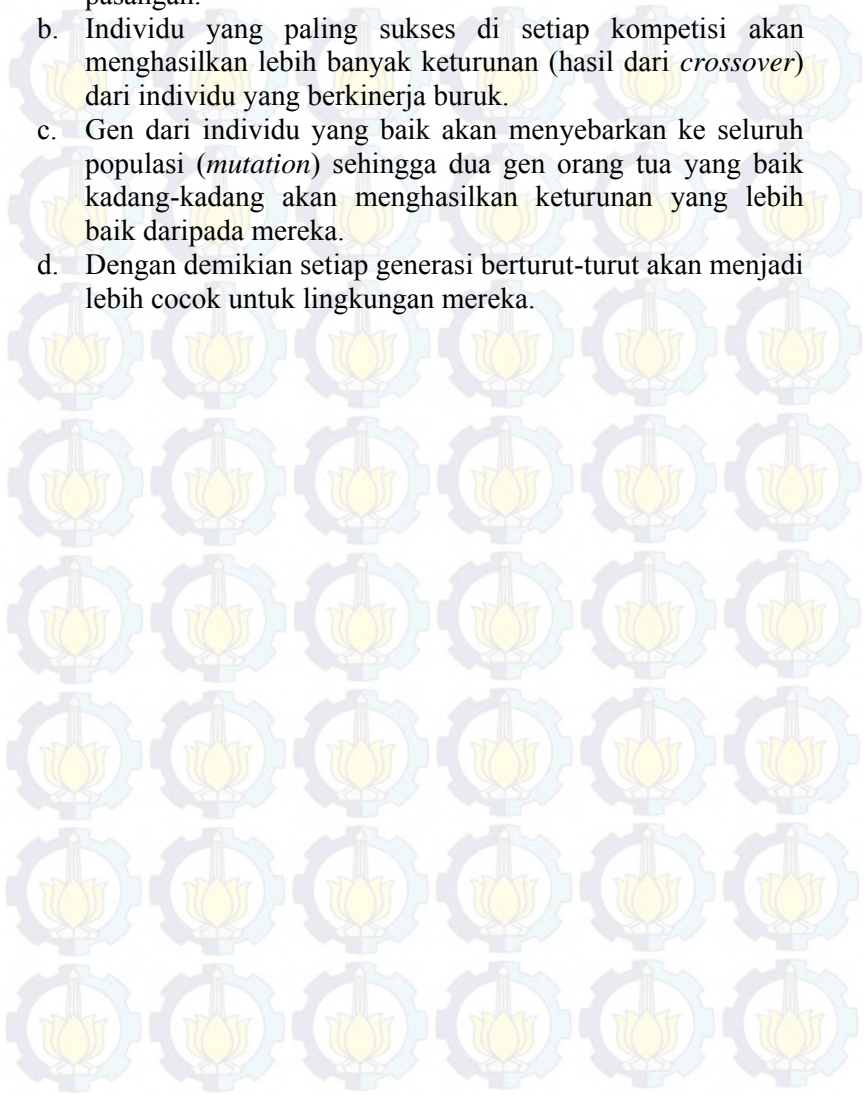 pasangan.
b. Individu yang paling sukses di setiap kompetisi akan
menghasilkan lebih banyak keturunan (hasil dari crossover)
dari individu yang berkinerja buruk.
c. Gen dari individu yang baik akan menyebarkan ke seluruh
populasi (mutation) sehingga dua gen orang tua yang baik
kadang-kadang akan menghasilkan keturunan yang lebih
baik daripada mereka.
d. Dengan demikian setiap generasi berturut-turut akan menjadi
lebih cocok untuk lingkungan mereka.